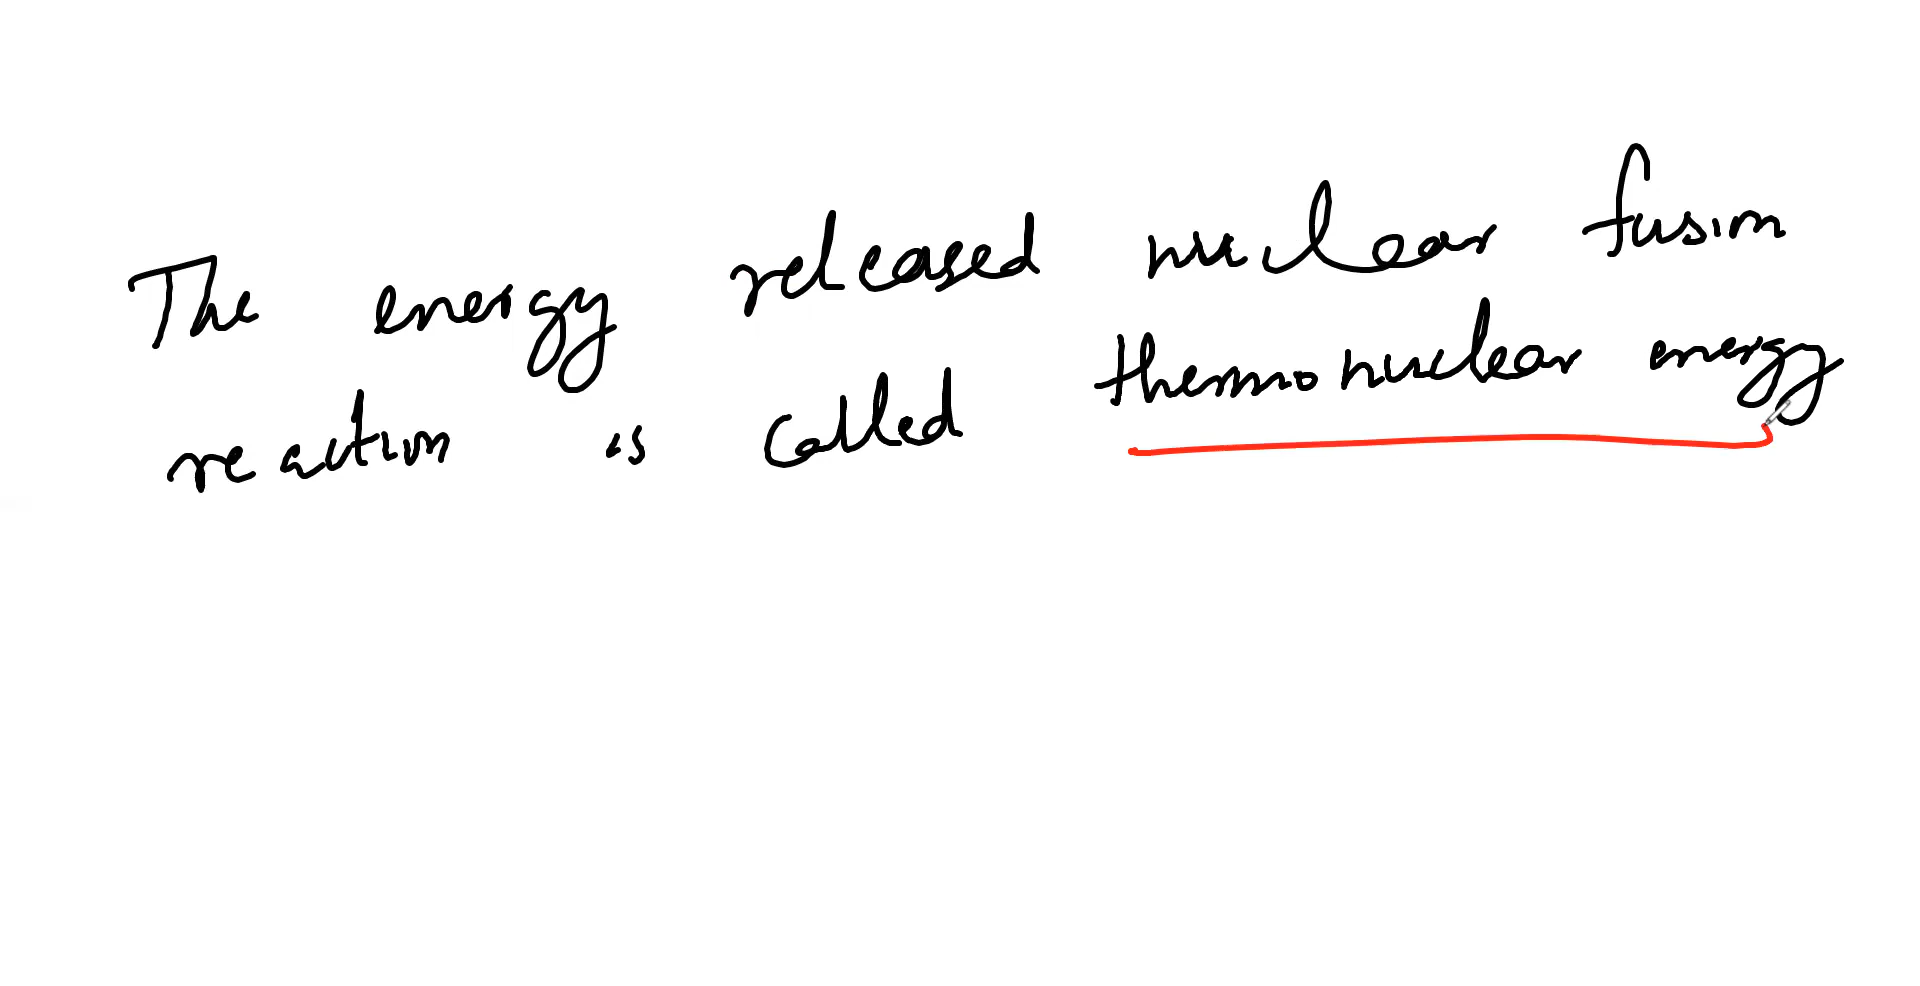 The energy released nuclear fusion
reaction is called thermonuclear energy